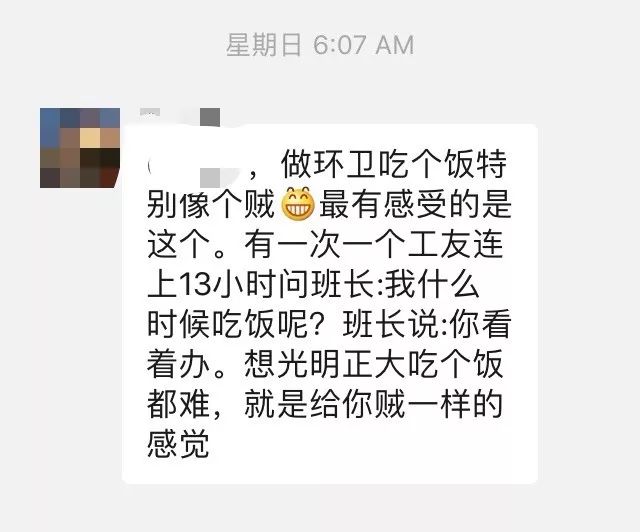 星期日 6:07 AM
，做环卫吃个饭特
别像个贼😁最有感受的是
这个。有一次一个工友连
上13小时问班长:我什么
时候吃饭呢？班长说:你看
着办。想光明正大吃个饭
都难，就是给你贼一样的
感觉